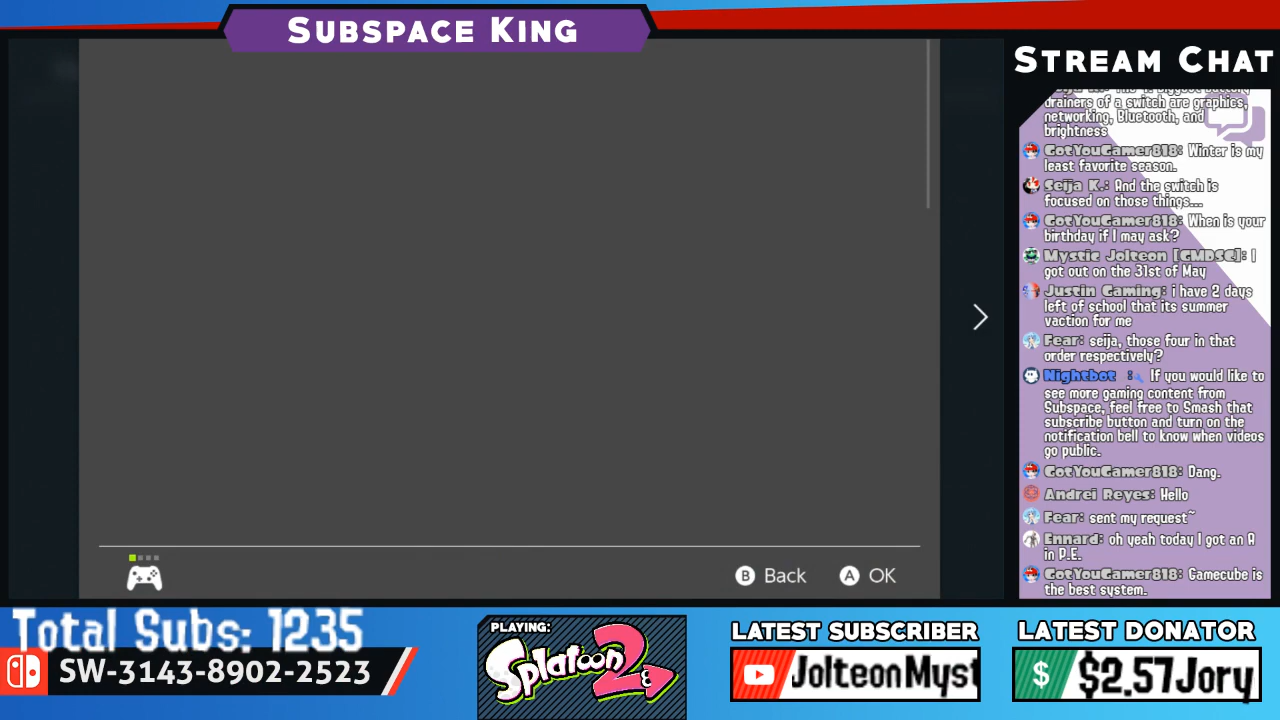 Subspace King
Stream Chat
drainers of a switch are graphics,
networking, Bluetooth, and
brightness
GotYouGamer818: Winter is my
least favorite season.
Seija K.: And the switch is
focused on those things...
GotYouGamer818: When is your
birthday if I may ask?
Mystic Jolteon [GMDSC]: I
got out on the 31st of May
Justin Gaming: i have 2 days
left of school that its summer
vaction for me
Fear: seija, those four in that
order respectively?
Nightbot : If you would like to
see more gaming content from
Subspace, feel free to Smash that
subscribe button and turn on the
notification bell to know when videos
go public.
GotYouGamer818: Dang.
Andrei Reyes: Hello
Fear: sent my request~
Ennard: oh yeah today I got an A
in P.E.
GotYouGamer818: Gamecube is
the best system.
B Back A OK
Total Subs: 1235
SW-3143-8902-2523
PLAYING:
Splatoon 2
LATEST SUBSCRIBER
JolteonMyst
LATEST DONATOR
$ $2.57Jory